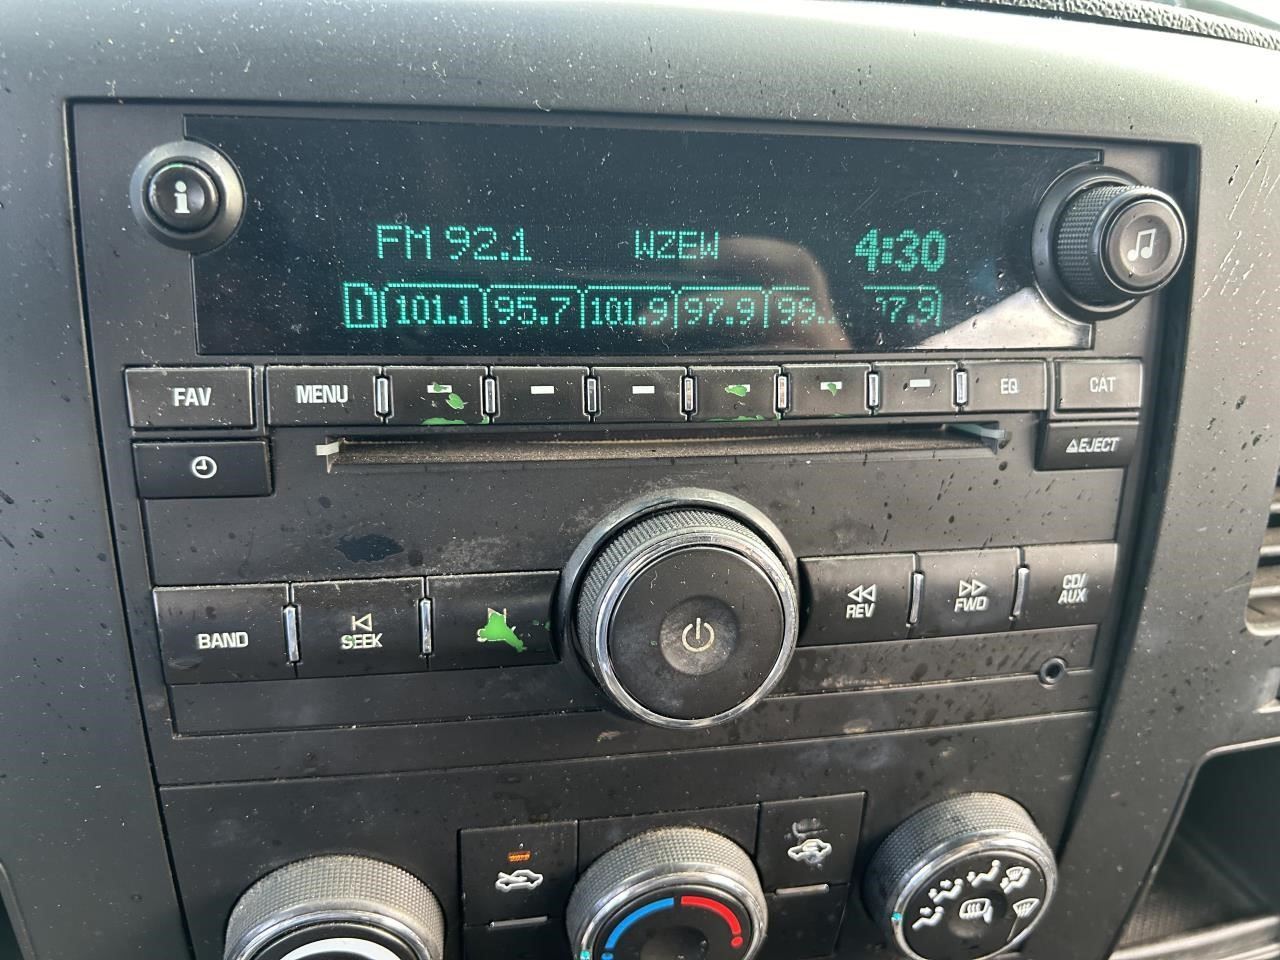 FM 92.1 WZEW 4:30
101.1 95.7 101.9 97.9 99.
FAV MENU EQ CAT
EJECT
BAND SEEK REV FWD CD/
AUX